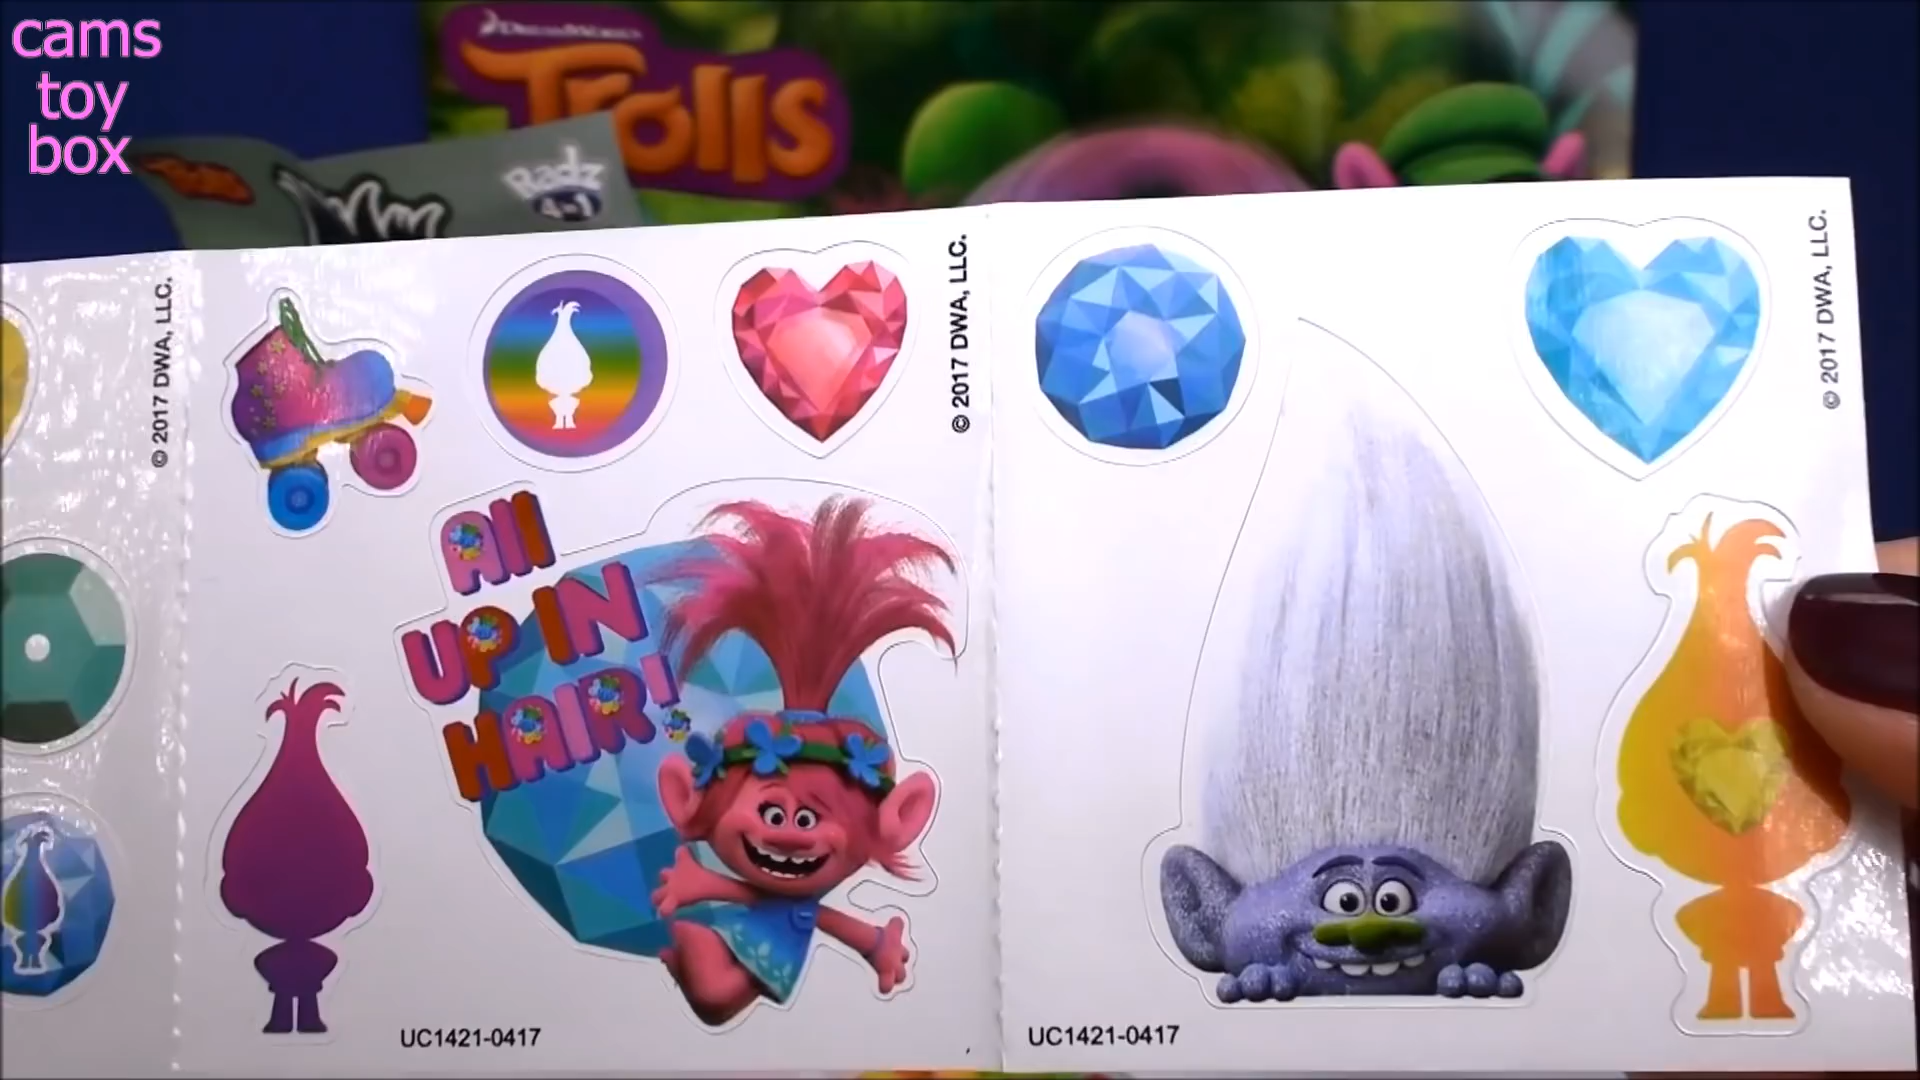 cams
toy
box
DREAMWORKS
Trolls
Radz
4-1
© 2017 DWA, LLC.
© 2017 DWA, LLC.
© 2017 DWA, LLC.
All
UP IN
HAIR!
UC1421-0417
UC1421-0417